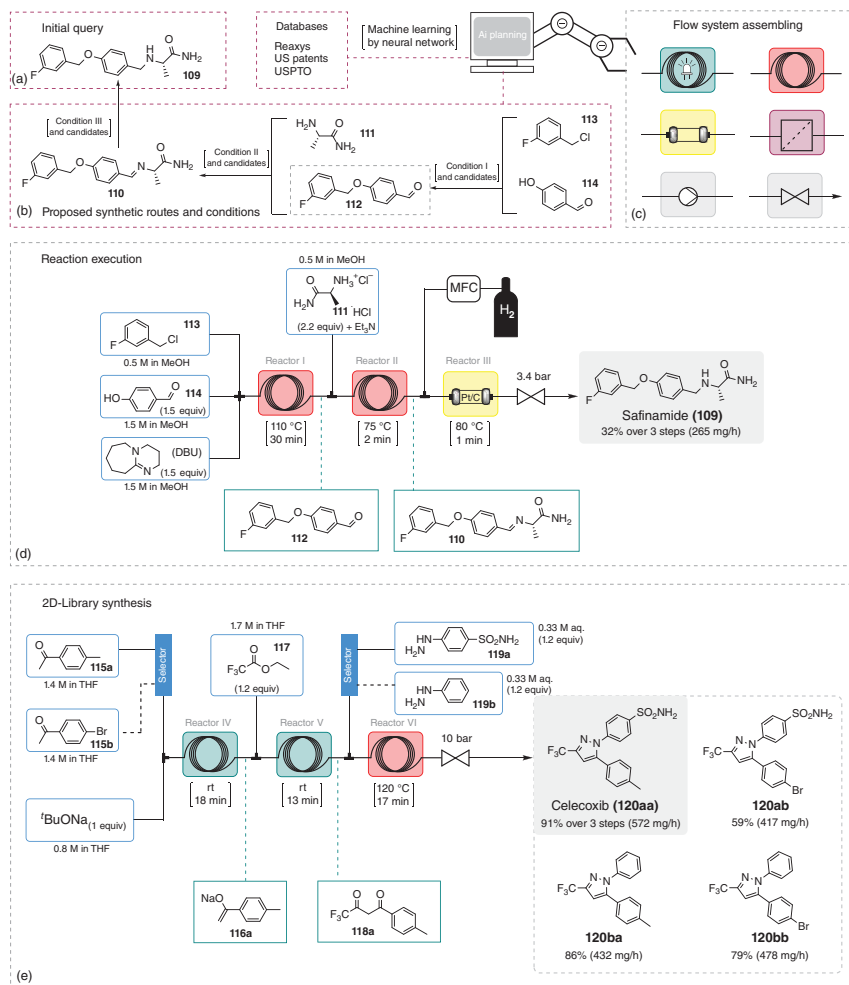 Initial query
(a)
O
N
H
O
NH2
F
109
Databases
Reaxys
US patents
USPTO
Machine learning
by neural network
Ai planning
Flow system assembling
(c)
Condition III
and candidates
O
N
O
NH2
F
110
Condition II
and candidates
H2N
O
NH2
111
O
O
F
112
Condition I
and candidates
113
F
Cl
114
HO
O
(b)
Proposed synthetic routes and conditions
Reaction execution
0.5 M in MeOH
O
NH3+Cl−
H2N
111 ·HCl
(2.2 equiv) + Et3N
MFC
H2
113
F
Cl
0.5 M in MeOH
114
HO
O
(1.5 equiv)
1.5 M in MeOH
N
N
(DBU)
(1.5 equiv)
1.5 M in MeOH
Reactor I
110 °C
30 min
Reactor II
75 °C
2 min
Reactor III
Pt/C
80 °C
1 min
3.4 bar
O
H
N
O
NH2
F
Safinamide (109)
32% over 3 steps (265 mg/h)
O
O
F
112
O
N
O
NH2
F
110
(d)
2D-Library synthesis
O
115a
1.4 M in THF
O
Br
115b
1.4 M in THF
Selector
tBuONa(1 equiv)
0.8 M in THF
1.7 M in THF
117
O
F3C
O
(1.2 equiv)
Selector
HN
H2N
SO2NH2
119a
0.33 M aq.
(1.2 equiv)
HN
H2N
119b
0.33 M aq.
(1.2 equiv)
Reactor IV
rt
18 min
Reactor V
rt
13 min
Reactor VI
120 °C
17 min
10 bar
NaO
116a
O
O
F3C
118a
SO2NH2
N
N
F3C
Celecoxib (120aa)
91% over 3 steps (572 mg/h)
SO2NH2
N
N
F3C
Br
120ab
59% (417 mg/h)
N
N
F3C
120ba
86% (432 mg/h)
N
N
F3C
Br
120bb
79% (478 mg/h)
(e)